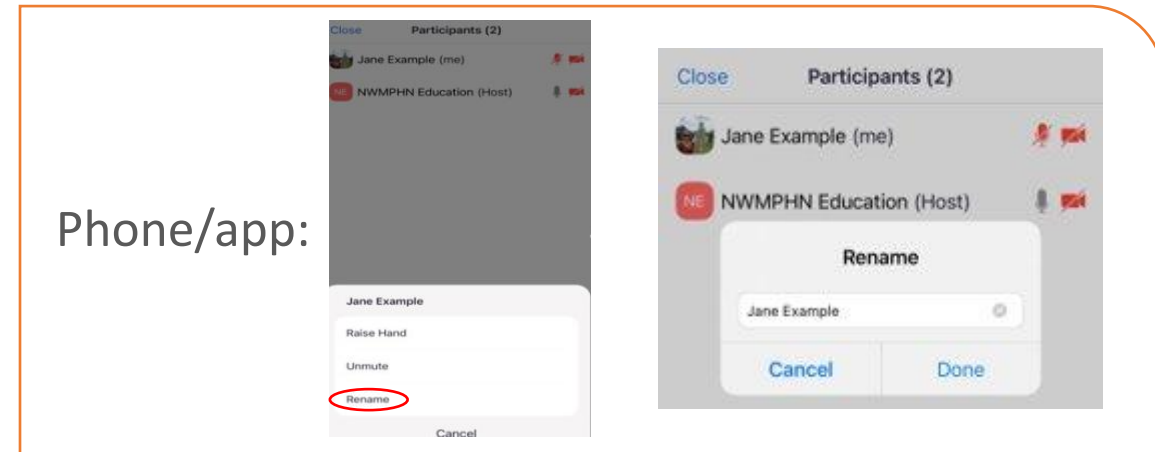 Phone/app:
Close Participants (2)
Jane Example (me)
NE NWMPHN Education (Host)
Jane Example
Raise Hand
Unmute
Rename
Cancel
Close Participants (2)
Jane Example (me)
NE NWMPHN Education (Host)
Rename
Jane Example
Cancel Done